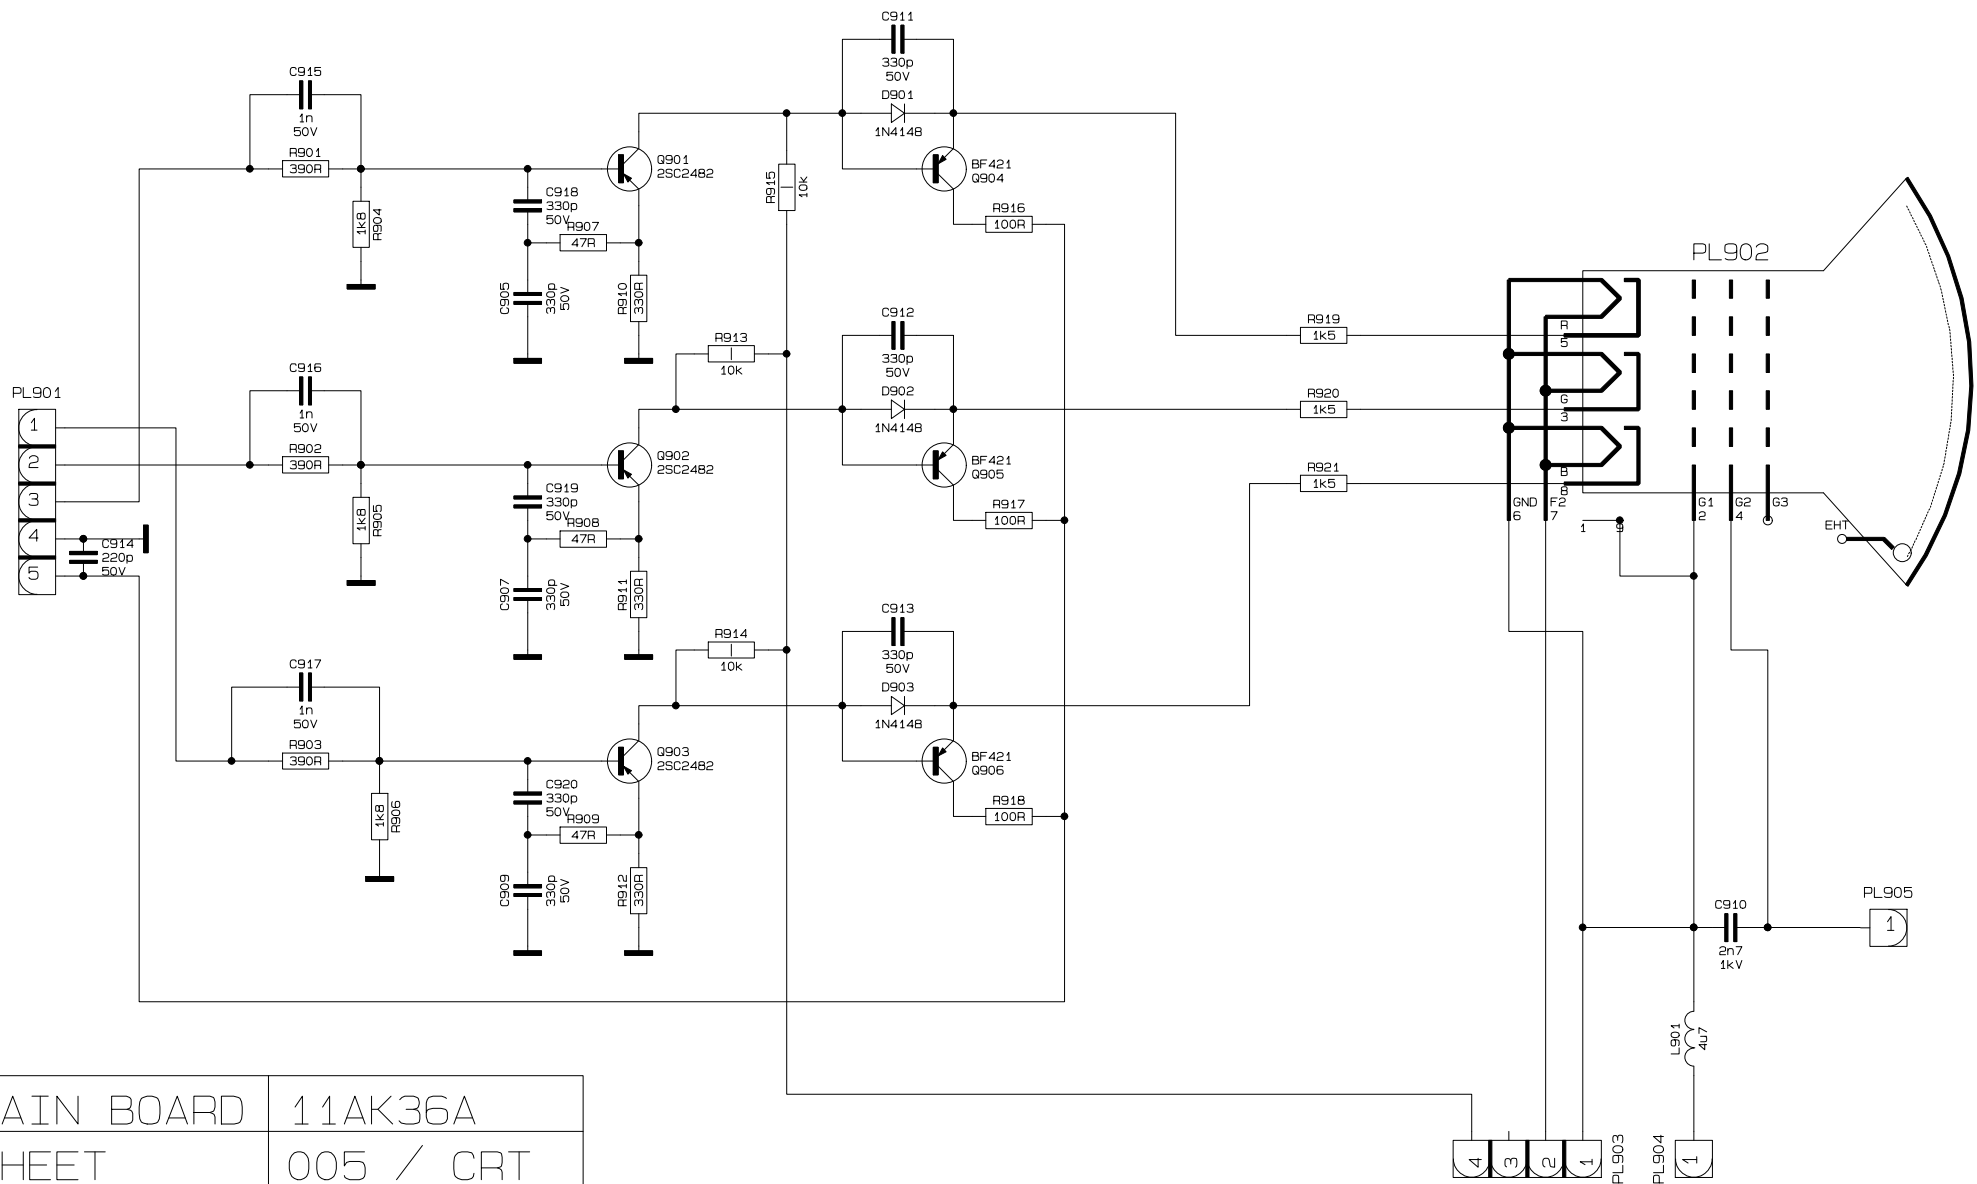 C911
330p
50V
D901
1N4148
C915
1n
50V
R901
390R
Q901
2SC2482
BF421
Q904
R915
10k
C918
330p
50V
R904
1k8
R907
47R
R916
100R
C905
330p
50V
R910
330R
PL902
C912
330p
50V
D902
1N4148
R913
10k
R919
1k5
R
5
C916
1n
50V
R902
390R
PL901
1
2
3
4
5
C914
220p
50V
Q902
2SC2482
BF421
Q905
R920
1k5
G
3
R921
1k5
B
8
C919
330p
50V
R905
1k8
R908
47R
R917
100R
GND
6
F2
7
1
9
G1
2
G2
4
G3
EHT
C907
330p
50V
R911
330R
C913
330p
50V
D903
1N4148
R914
10k
C917
1n
50V
R903
390R
Q903
2SC2482
BF421
Q906
C920
330p
50V
R906
1k8
R909
47R
R918
100R
C909
330p
50V
R912
330R
C910
2n7
1kV
PL905
1
L901
4u7
AIN BOARD 11AK36A
HEET 005 / CRT
4
3
2
1
PL903
PL904
1